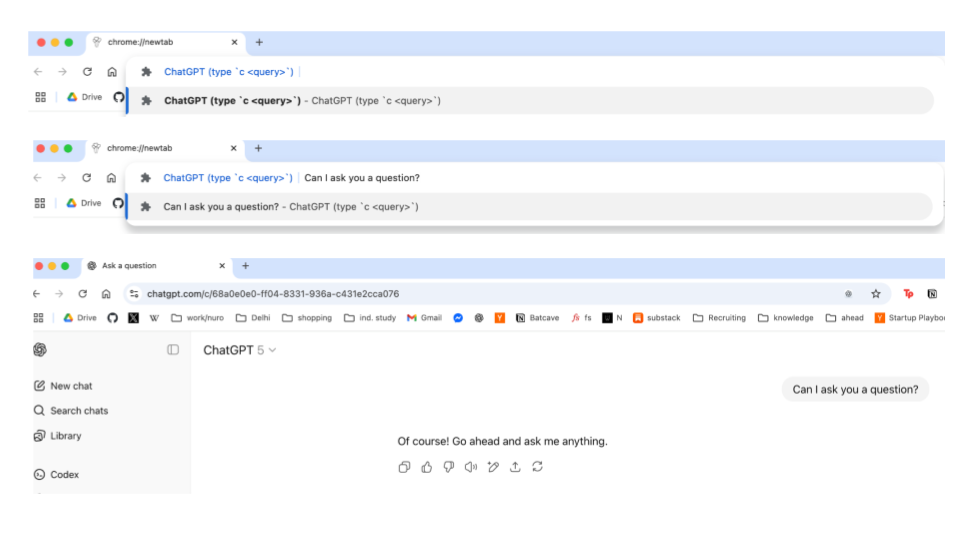 chrome://newtab
ChatGPT (type `c <query>`)
Drive
ChatGPT (type `c <query>`) - ChatGPT (type `c <query>`)
chrome://newtab
ChatGPT (type `c <query>`) Can I ask you a question?
Drive
Can I ask you a question? - ChatGPT (type `c <query>`)
Ask a question
chatgpt.com/c/68a0e0e0-ff04-8331-936a-c431e2cca076
Tp N
Drive X W work/nuro Delhi shopping ind. study M Gmail Y N Batcave fs fs N substack Recruiting knowledge ahead Y Startup Playboo
ChatGPT 5
New chat
Can I ask you a question?
Search chats
Library
Of course! Go ahead and ask me anything.
Codex